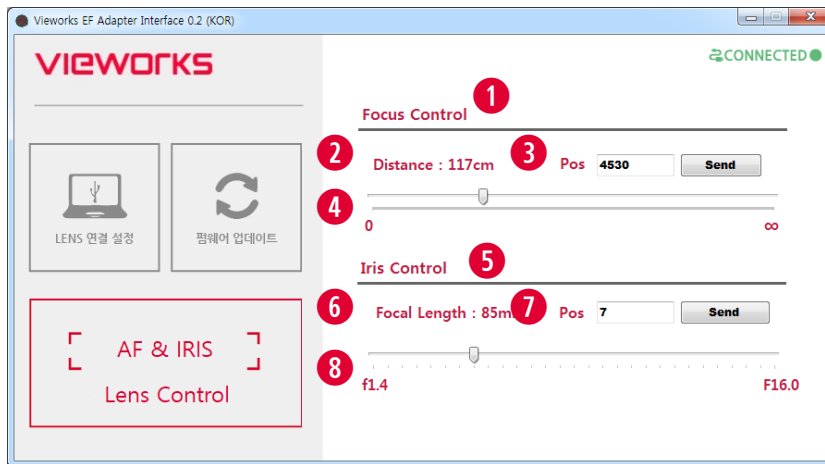 Vieworks EF Adapter Interface 0.2 (KOR)
VIEWORKS
CONNECTED
1
Focus Control
2
Distance : 117cm
3
Pos 4530 Send
4
0 ∞
LENS 연결 설정
펌웨어 업데이트
5
Iris Control
6
Focal Length : 85m
7
Pos 7 Send
8
f1.4 F16.0
AF & IRIS
Lens Control